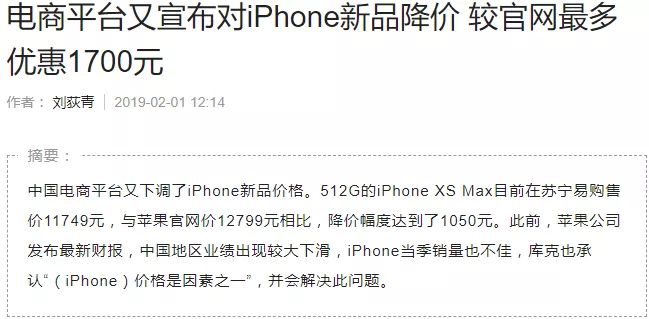 电商平台又宣布对iPhone新品降价 较官网最多
优惠1700元
作者： 刘荻青 2019-02-01 12:14
摘要：
中国电商平台又下调了iPhone新品价格。512G的iPhone XS Max目前在苏宁易购售
价11749元，与苹果官网价12799元相比，降价幅度达到了1050元。此前，苹果公司
发布最新财报，中国地区业绩出现较大下滑，iPhone当季销量也不佳，库克也承
认“（iPhone）价格是因素之一”，并会解决此问题。